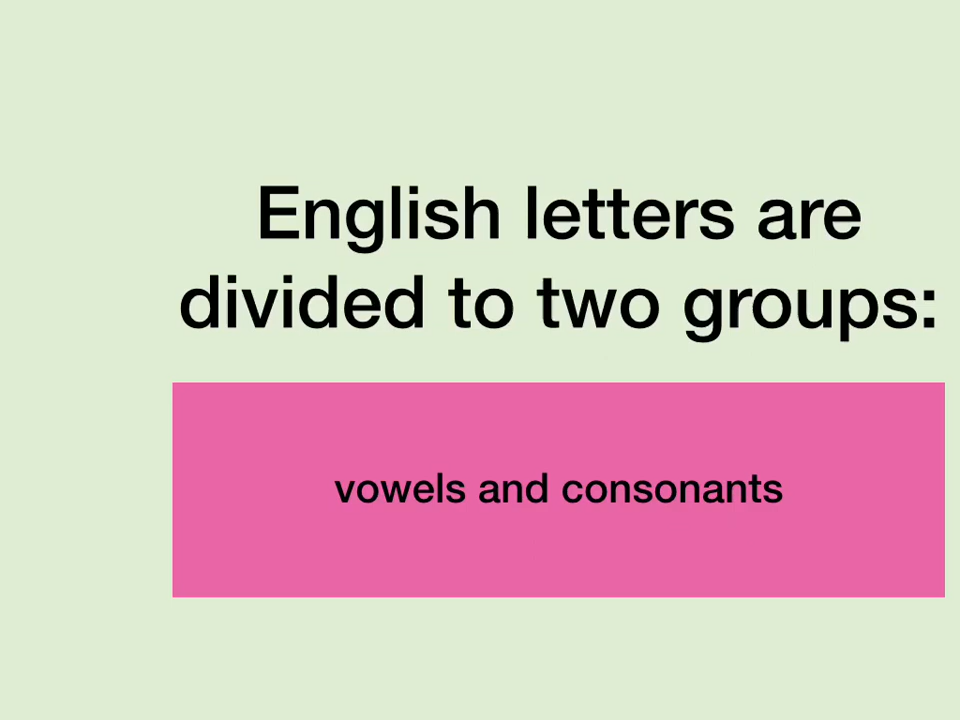 English letters are
divided to two groups:
vowels and consonants